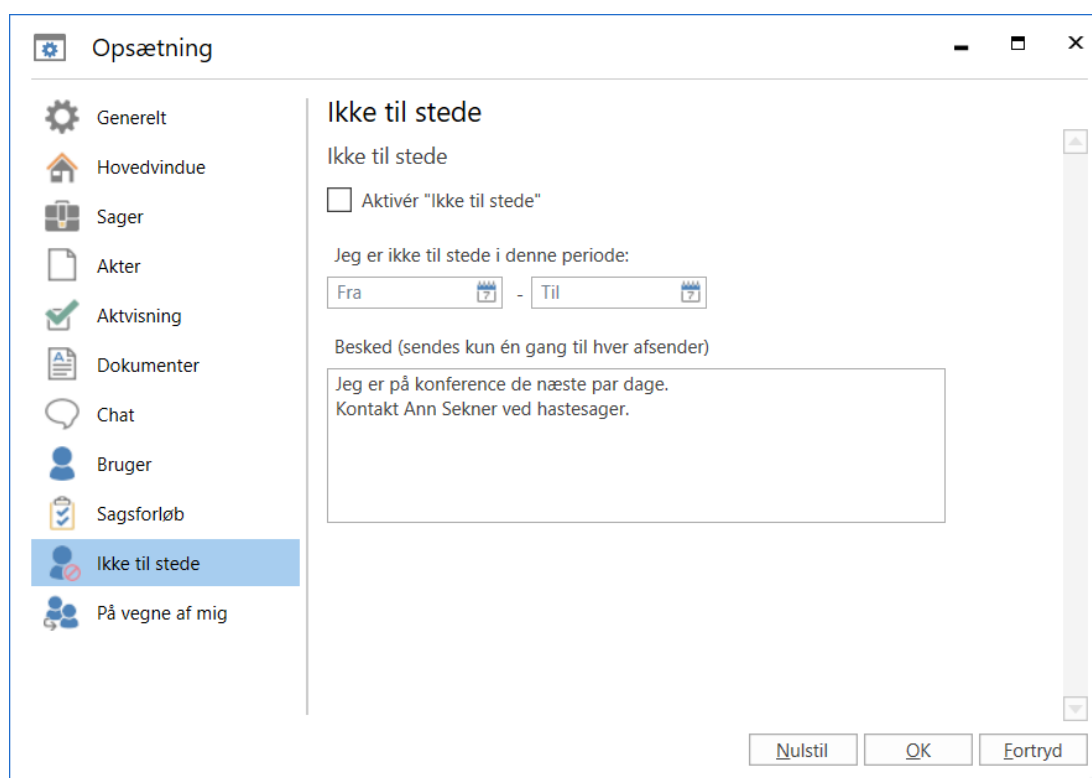 Opsætning
Generelt
Hovedvindue
Sager
Akter
Aktvisning
Dokumenter
Chat
Bruger
Sagsforløb
Ikke til stede
På vegne af mig
Ikke til stede
Ikke til stede
Aktivér "Ikke til stede"
Jeg er ikke til stede i denne periode:
Fra 7 - Til 7
Besked (sendes kun én gang til hver afsender)
Jeg er på konference de næste par dage.
Kontakt Ann Sekner ved hastesager.
Nulstil OK Fortryd